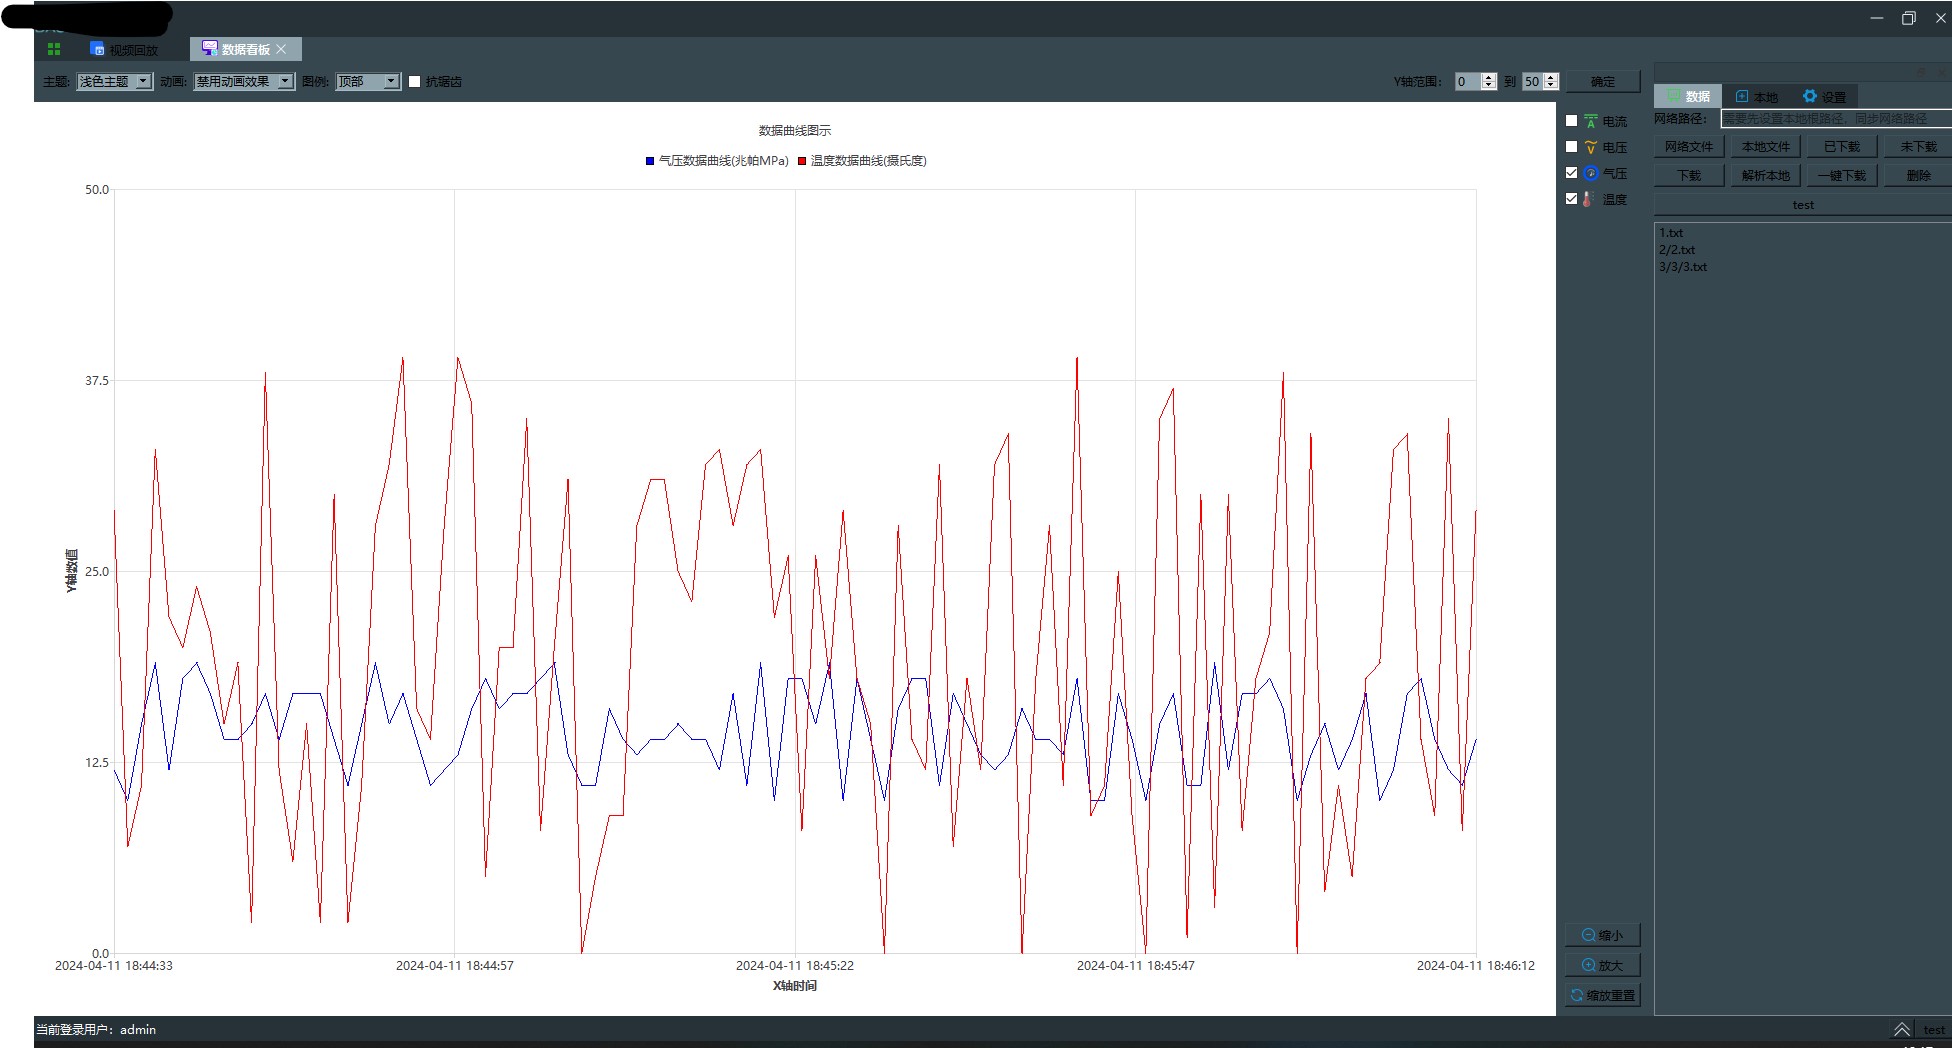 视频回放
数据看板
主题: 浅色主题 动画: 禁用动画效果 图例: 顶部 抗锯齿
Y轴范围: 0 到 50 确定
数据曲线图示
气压数据曲线(兆帕MPa) 温度数据曲线(摄氏度)
50.0
37.5
25.0
12.5
0.0
Y轴数值
2024-04-11 18:44:33
2024-04-11 18:44:57
2024-04-11 18:45:22
2024-04-11 18:45:47
2024-04-11 18:46:12
X轴时间
电流
电压
气压
温度
缩小
放大
缩放重置
数据 本地 设置
网络路径: 需要先设置本地根路径，同步网络路径
网络文件 本地文件 已下载 未下载
下载 解析本地 一键下载 删除
test
1.txt
2/2.txt
3/3/3.txt
当前登录用户: admin
test